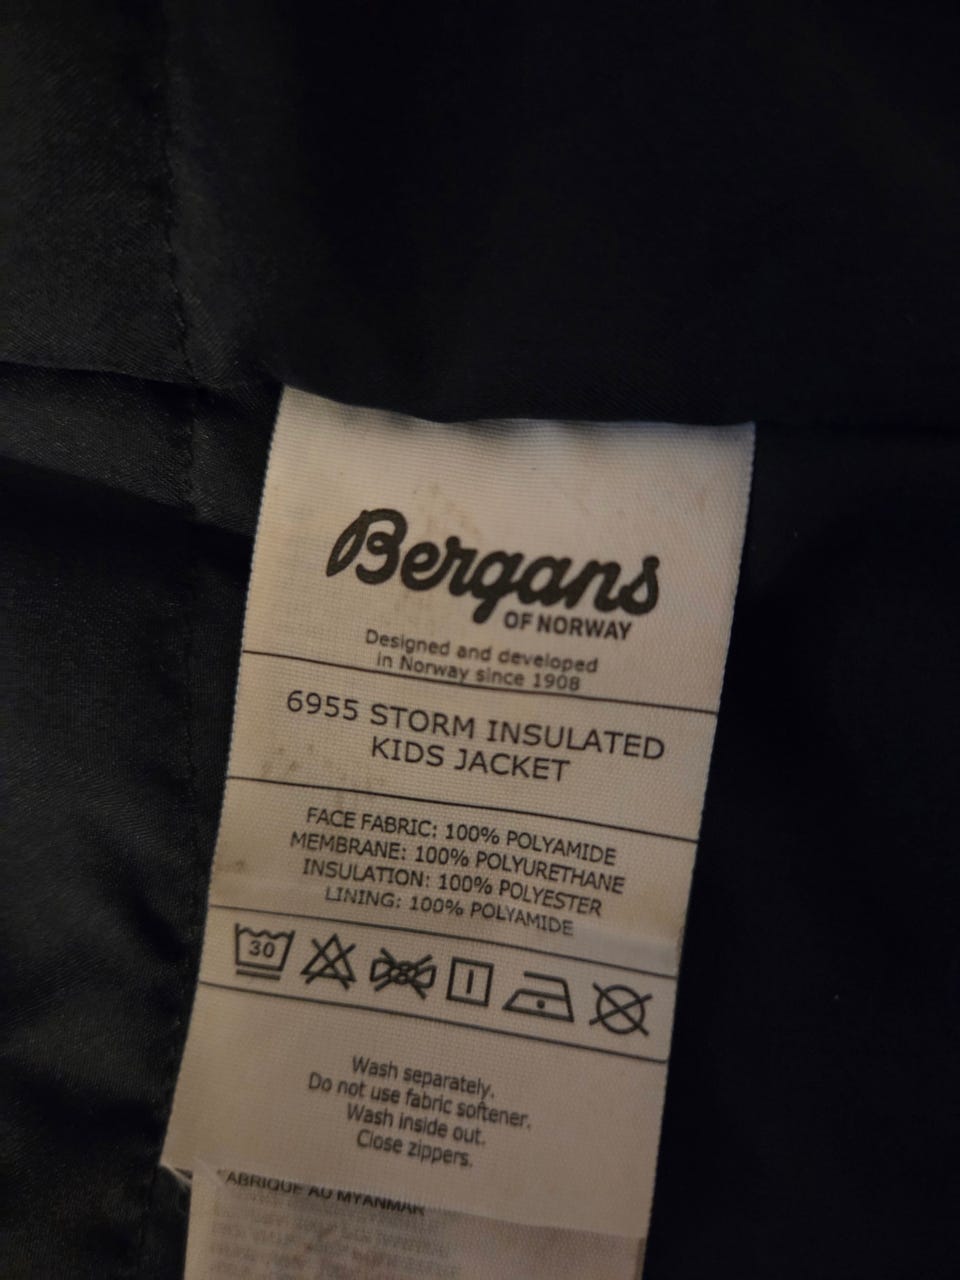 Bergans
OF NORWAY
Designed and developed
in Norway since 1908
6955 STORM INSULATED
KIDS JACKET
FACE FABRIC: 100% POLYAMIDE
MEMBRANE: 100% POLYURETHANE
INSULATION: 100% POLYESTER
LINING: 100% POLYAMIDE
30
Wash separately.
Do not use fabric softener.
Wash inside out.
Close zippers.
ABRIQUE AU MYANMAR